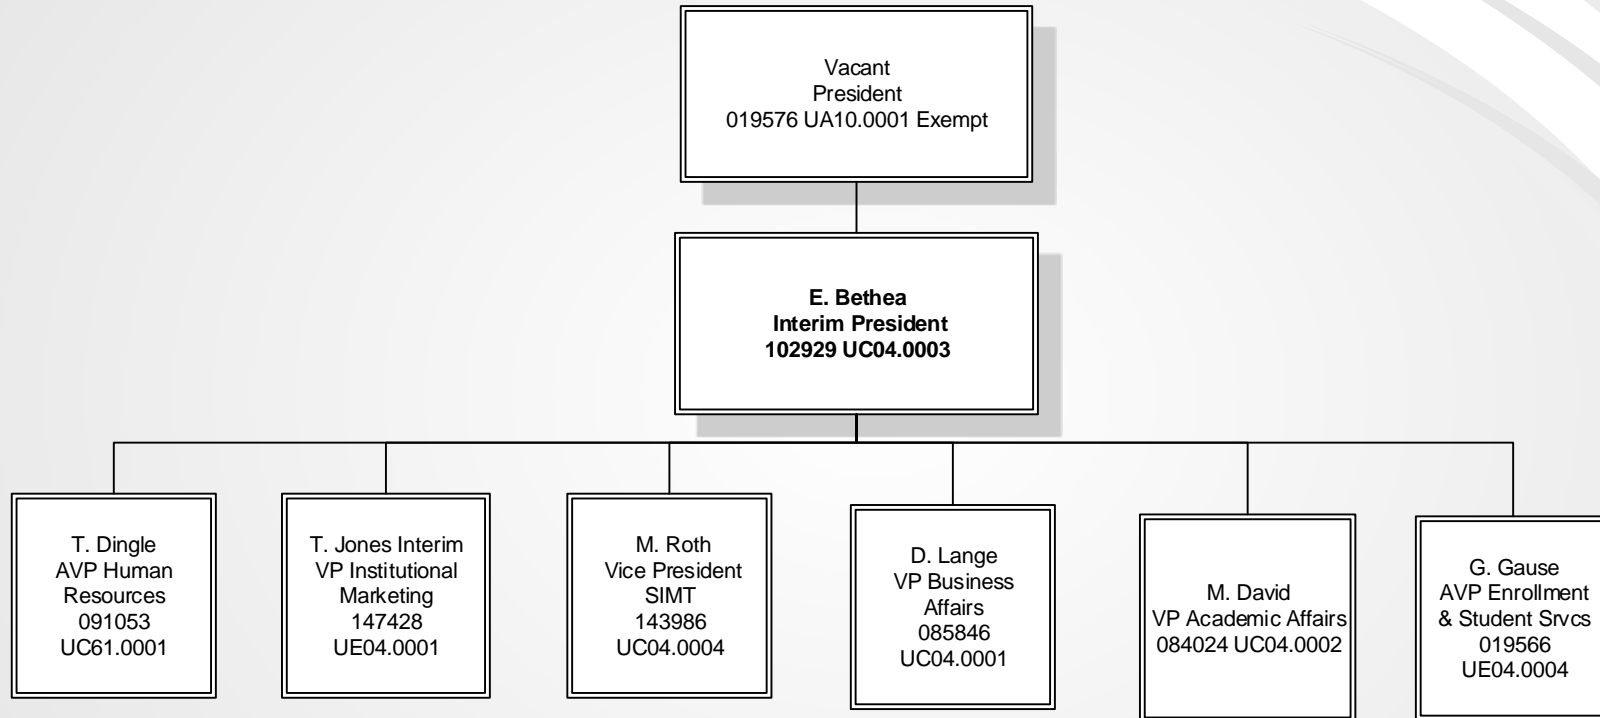 Vacant
President
019576 UA10.0001 Exempt
E. Bethea
Interim President
102929 UC04.0003
T. Dingle
AVP Human
Resources
091053
UC61.0001
T. Jones Interim
VP Institutional
Marketing
147428
UE04.0001
M. Roth
Vice President
SIMT
143986
UC04.0004
D. Lange
VP Business
Affairs
085846
UC04.0001
M. David
VP Academic Affairs
084024 UC04.0002
G. Gause
AVP Enrollment
& Student Srvcs
019566
UE04.0004